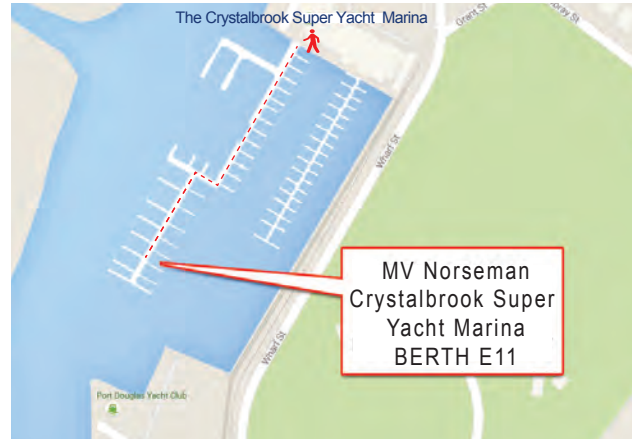 The Crystalbrook Super Yacht Marina
Grant St
Wharf St
MV Norseman
Crystalbrook Super
Yacht Marina
BERTH E11
Wharf St
Port Douglas Yacht Club